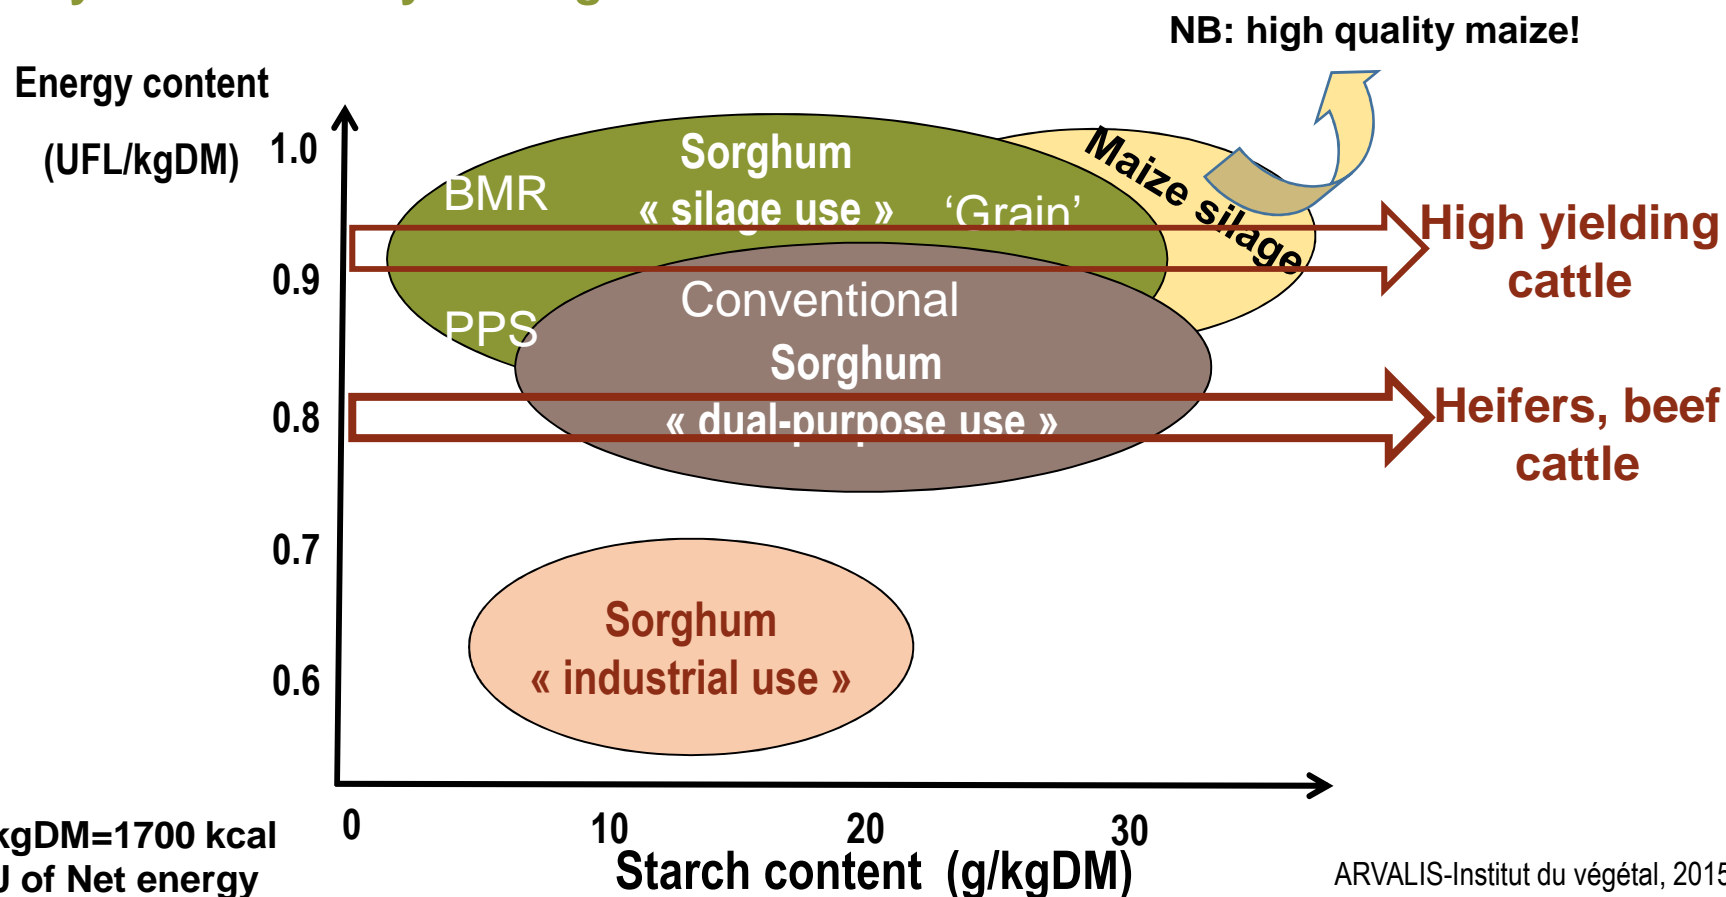 NB: high quality maize!
Energy content
(UFL/kgDM)
1.0
0.9
0.8
0.7
0.6
Sorghum
« silage use »
BMR
'Grain'
PPS
Maize silage
Conventional
Sorghum
« dual-purpose use »
High yielding
cattle
Heifers, beef
cattle
Sorghum
« industrial use »
0
10
20
30
Starch content (g/kgDM)
kgDM=1700 kcal
of Net energy
ARVALIS-Institut du végétal, 2015